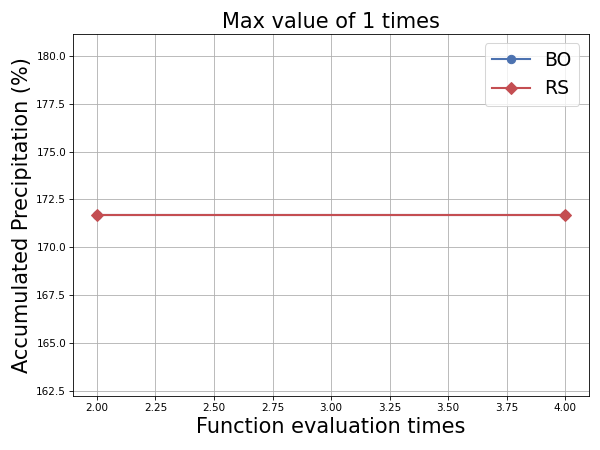 Max value of 1 times
Accumulated Precipitation (%)
180.0
177.5
175.0
172.5
170.0
167.5
165.0
162.5
BO
RS
2.00 2.25 2.50 2.75 3.00 3.25 3.50 3.75 4.00
Function evaluation times